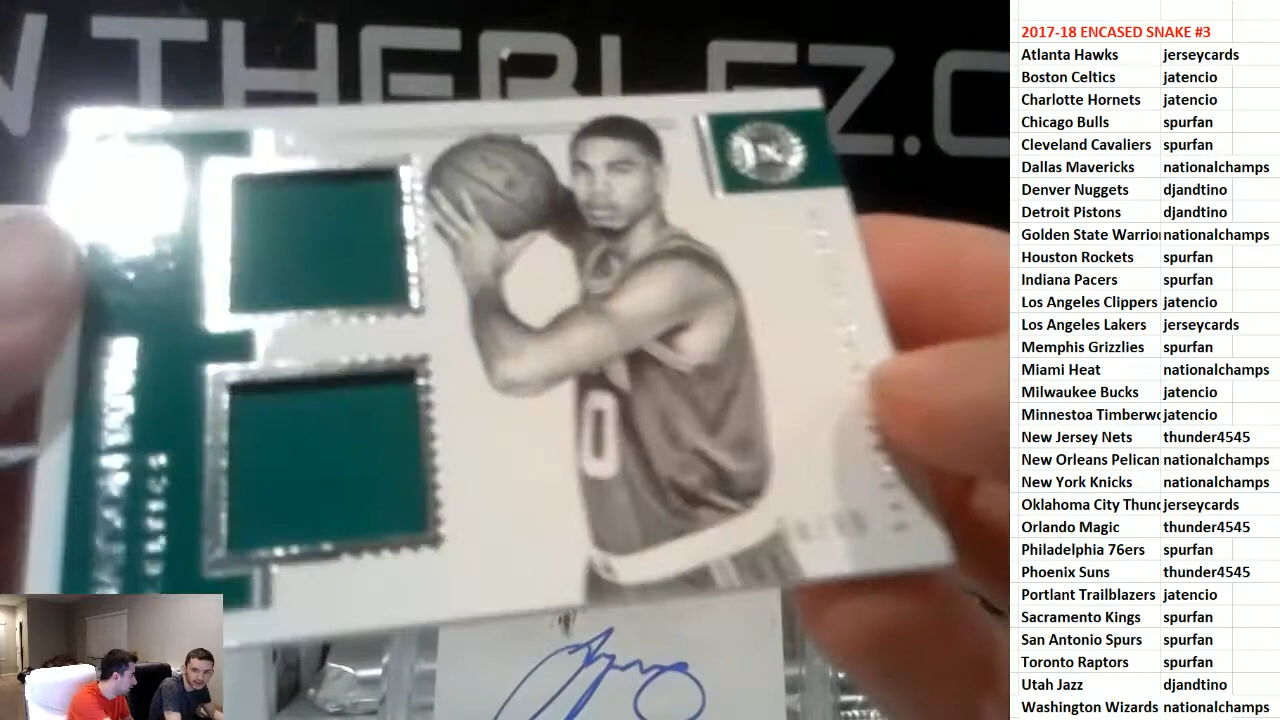 W THEBLEZ.C
CELTICS
0
2017-18 ENCASED SNAKE #3
Atlanta Hawks jerseycards
Boston Celtics jatencio
Charlotte Hornets jatencio
Chicago Bulls spurfan
Cleveland Cavaliers spurfan
Dallas Mavericks nationalchamps
Denver Nuggets djandtino
Detroit Pistons djandtino
Golden State Warrior nationalchamps
Houston Rockets spurfan
Indiana Pacers spurfan
Los Angeles Clippers jatencio
Los Angeles Lakers jerseycards
Memphis Grizzlies spurfan
Miami Heat nationalchamps
Milwaukee Bucks jatencio
Minnestoa Timberwo jatencio
New Jersey Nets thunder4545
New Orleans Pelican nationalchamps
New York Knicks nationalchamps
Oklahoma City Thund jerseycards
Orlando Magic thunder4545
Philadelphia 76ers spurfan
Phoenix Suns thunder4545
Portlant Trailblazers jatencio
Sacramento Kings spurfan
San Antonio Spurs spurfan
Toronto Raptors spurfan
Utah Jazz djandtino
Washington Wizards nationalchamps